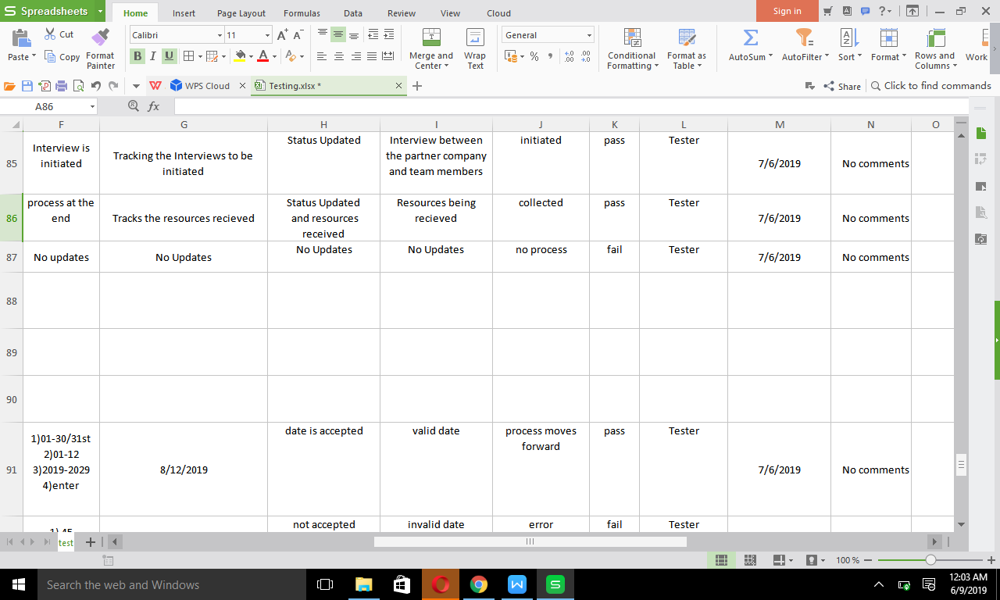 Spreadsheets
Home Insert Page Layout Formulas Data Review View Cloud Sign in
Paste Cut Copy Format Painter
Calibri 11
B I U A A A
Merge and Center Wrap Text
General
% .00 .0
Conditional Formatting Format as Table AutoSum AutoFilter Sort Format Rows and Columns Work
WPS Cloud Testing.xlsx * Share Click to find commands
A86 fx
F G H I J K L M N O
85 Interview is initiated Tracking the Interviews to be initiated Status Updated Interview between the partner company and team members initiated pass Tester 7/6/2019 No comments
86 process at the end Tracks the resources recieved Status Updated and resources received Resources being recieved collected pass Tester 7/6/2019 No comments
87 No updates No Updates No Updates No Updates no process fail Tester 7/6/2019 No comments
88
89
90
91 1)01-30/31st 2)01-12 3)2019-2029 4)enter 8/12/2019 date is accepted valid date process moves forward pass Tester 7/6/2019 No comments
not accepted invalid date error fail Tester
test
100 %
Search the web and Windows
12:03 AM
6/9/2019